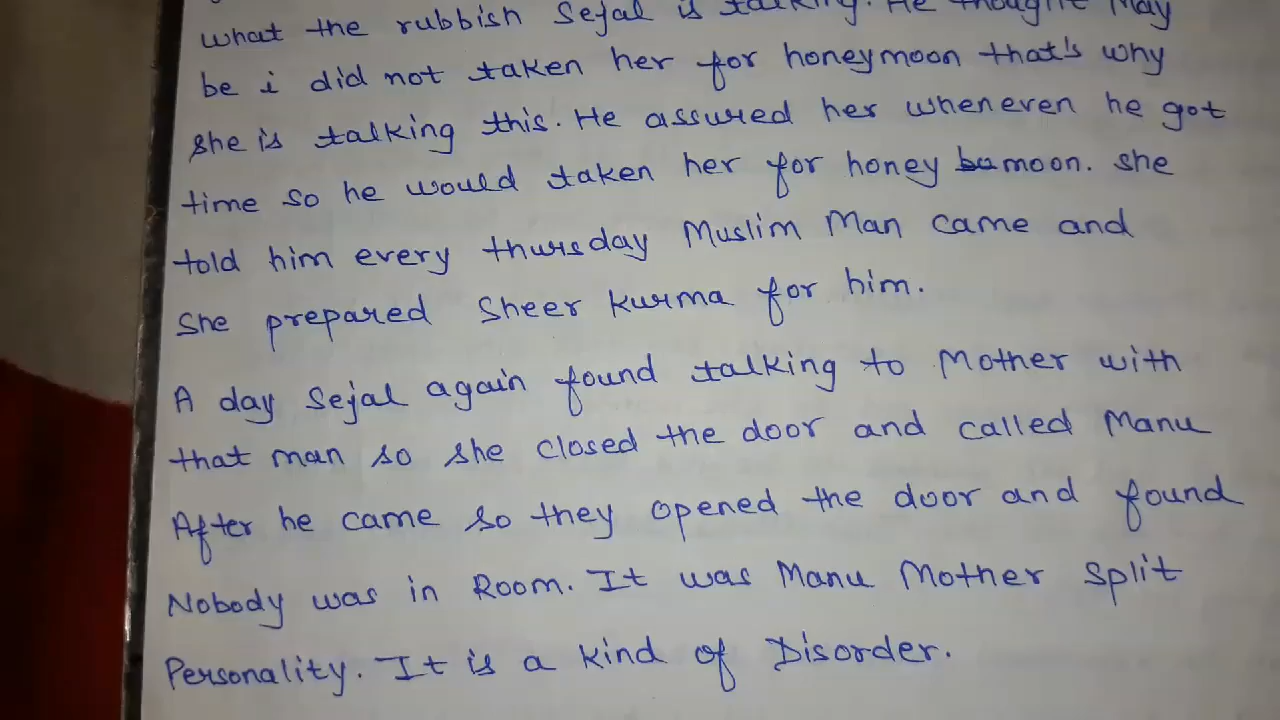 what the rubbish Sejal is talking. He thought May
be i did not taken her for honeymoon that's why
she is talking this. He assured her whenever he got
time so he would taken her for honey moon. she
told him every thursday Muslim Man came and
she prepared Sheer Kurma for him.
A day Sejal again found talking to Mother with
that man so she closed the door and called Manu
After he came so they opened the door and found
Nobody was in Room. It was Manu Mother split
Personality. It is a kind of Disorder.